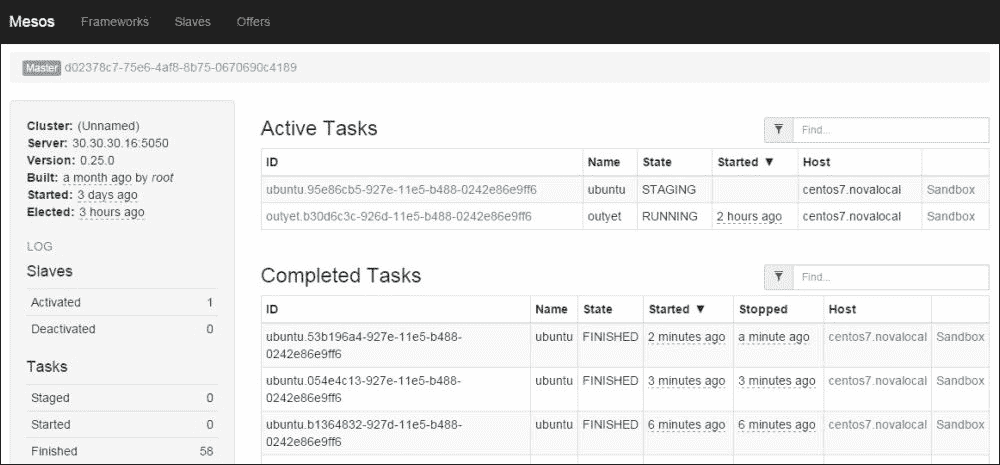 Mesos Frameworks Slaves Offers
Master d02378c7-75e6-4af8-8b75-0670690c4189
Cluster: (Unnamed)
Server: 30.30.30.16:5050
Version: 0.25.0
Built: a month ago by root
Started: 3 days ago
Elected: 3 hours ago
LOG
Slaves
Activated 1
Deactivated 0
Tasks
Staged 0
Started 0
Finished 58
Active Tasks
Find...
ID Name State Started ▼ Host
ubuntu.95e86cb5-927e-11e5-b488-0242e86e9ff6 ubuntu STAGING centos7.novalocal Sandbox
outyet.b30d6c3c-926d-11e5-b488-0242e86e9ff6 outyet RUNNING 2 hours ago centos7.novalocal Sandbox
Completed Tasks
Find...
ID Name State Started ▼ Stopped Host
ubuntu.53b196a4-927e-11e5-b488- ubuntu FINISHED 2 minutes ago a minute ago centos7.novalocal Sandbox
0242e86e9ff6
ubuntu.054e4c13-927e-11e5-b488- ubuntu FINISHED 3 minutes ago 3 minutes ago centos7.novalocal Sandbox
0242e86e9ff6
ubuntu.b1364832-927d-11e5-b488- ubuntu FINISHED 6 minutes ago 6 minutes ago centos7.novalocal Sandbox
0242e86e9ff6